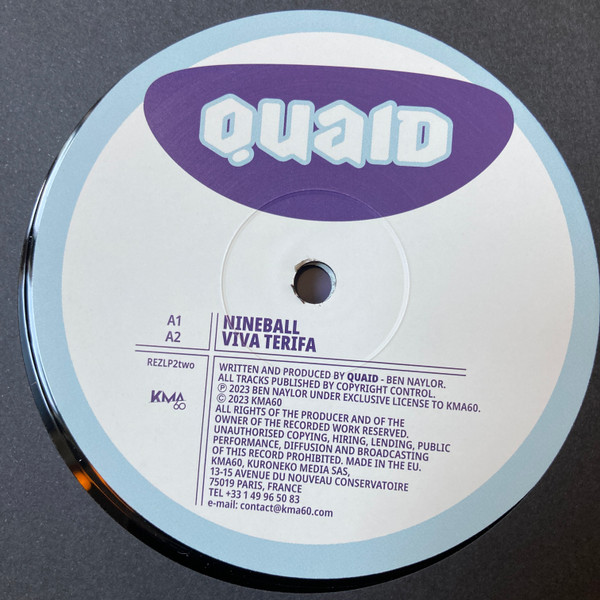 QUAID
A1 NINEBALL
A2 VIVA TERIFA
REZLP2two
KMA
60
WRITTEN AND PRODUCED BY QUAID - BEN NAYLOR.
ALL TRACKS PUBLISHED BY COPYRIGHT CONTROL.
℗ 2023 BEN NAYLOR UNDER EXCLUSIVE LICENSE TO KMA60.
© 2023 KMA60
ALL RIGHTS OF THE PRODUCER AND OF THE
OWNER OF THE RECORDED WORK RESERVED.
UNAUTHORISED COPYING, HIRING, LENDING, PUBLIC
PERFORMANCE, DIFFUSION AND BROADCASTING
OF THIS RECORD PROHIBITED. MADE IN THE EU.
KMA60, KURONEKO MEDIA SAS,
13-15 AVENUE DU NOUVEAU CONSERVATOIRE
75019 PARIS, FRANCE
TEL +33 1 49 96 50 83
e-mail: contact@kma60.com